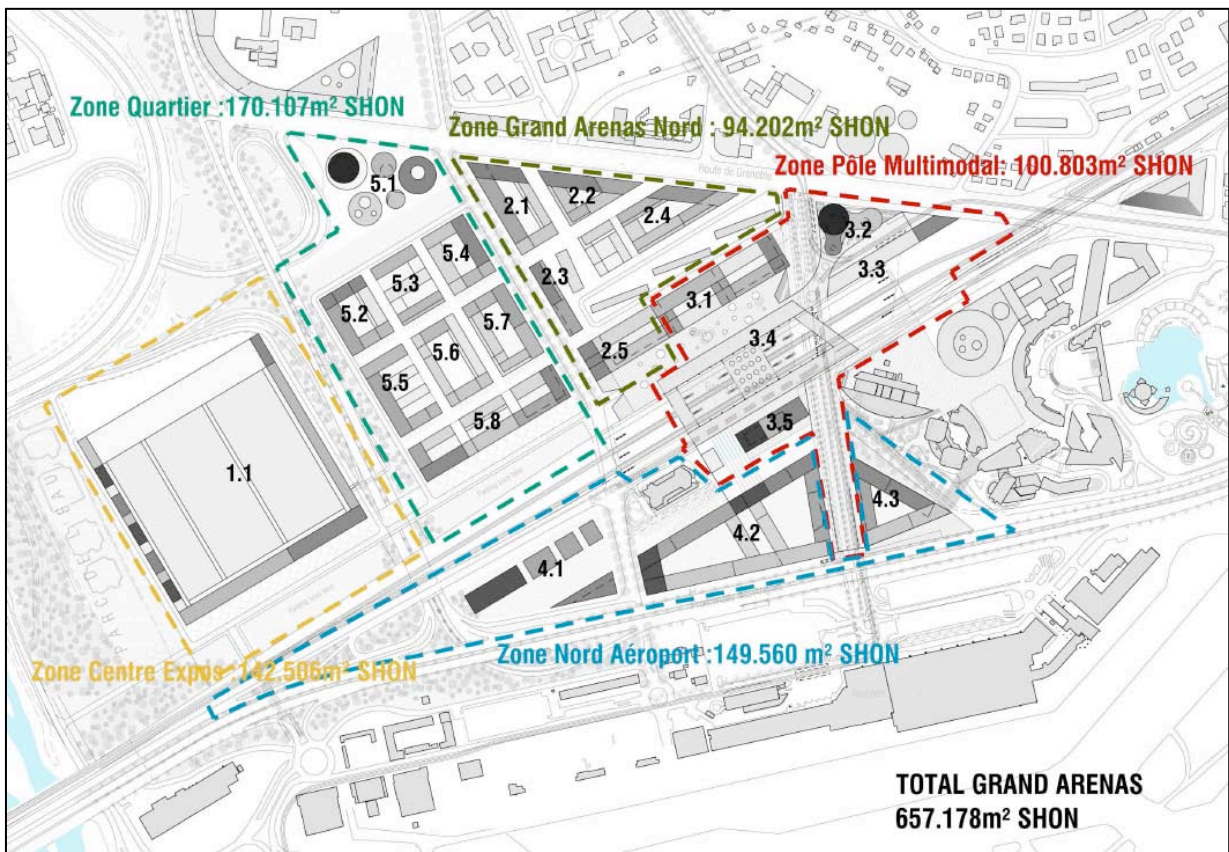 Zone Quartier :170.107m² SHON
Zone Grand Arenas Nord : 94.202m² SHON
Route de Grenoble
Zone Pôle Multimodal: 100.803m² SHON
5.1
2.1
2.2
2.4
3.2
3.3
5.4
5.3
5.2
2.3
3.1
5.7
5.6
3.4
2.5
5.5
5.8
3.5
1.1
4.3
4.2
4.1
Zone Nord Aéroport :149.560 m² SHON
Zone Centre Expos :142.506m² SHON
TOTAL GRAND ARENAS
657.178m² SHON